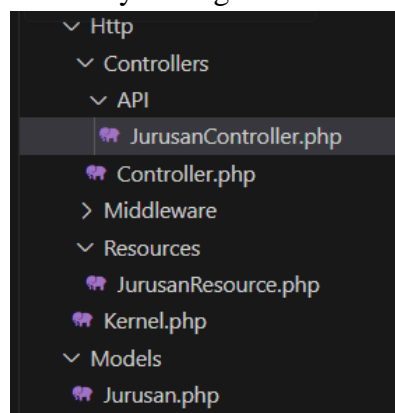 Http
Controllers
API
JurusanController.php
Controller.php
Middleware
Resources
JurusanResource.php
Kernel.php
Models
Jurusan.php